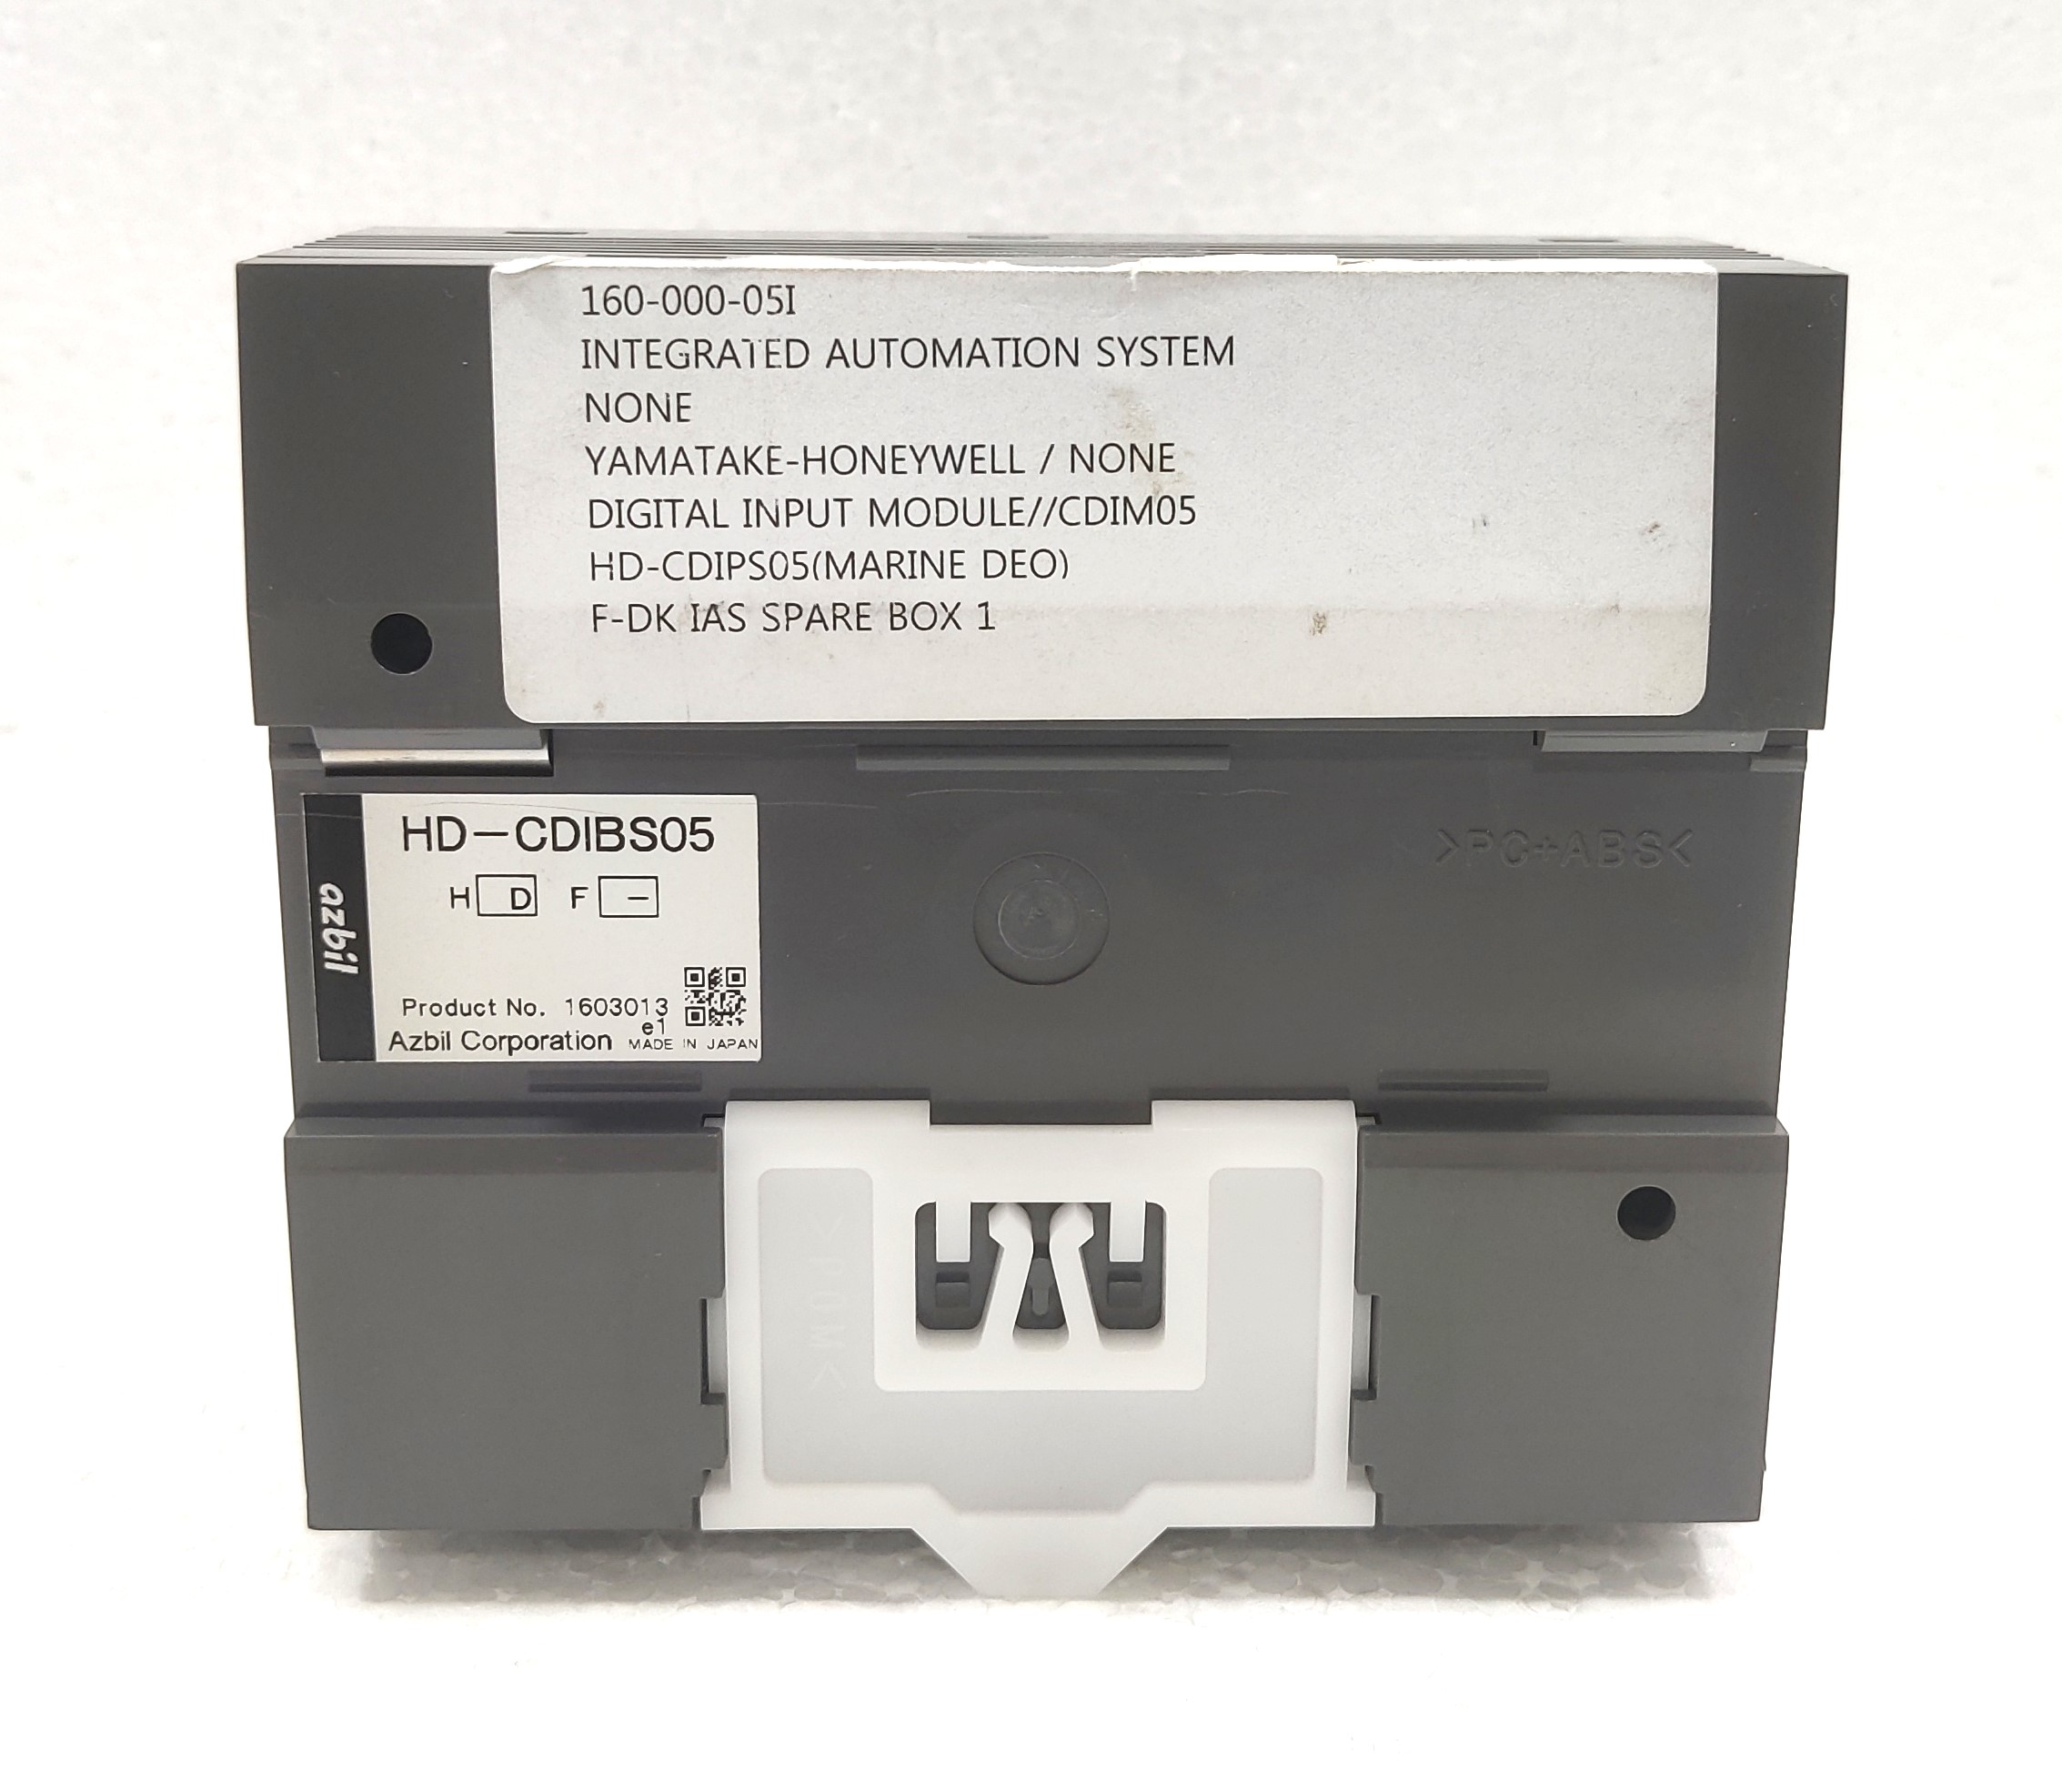 160-000-05I
INTEGRATED AUTOMATION SYSTEM
NONE
YAMATAKE-HONEYWELL / NONE
DIGITAL INPUT MODULE//CDIM05
HD-CDIPS05(MARINE DEO)
F-DK IAS SPARE BOX 1
HD-CDIBS05
H D F -
azbil
Product No. 1603013
e1
Azbil Corporation MADE IN JAPAN
>PC+ABS<
>POM<